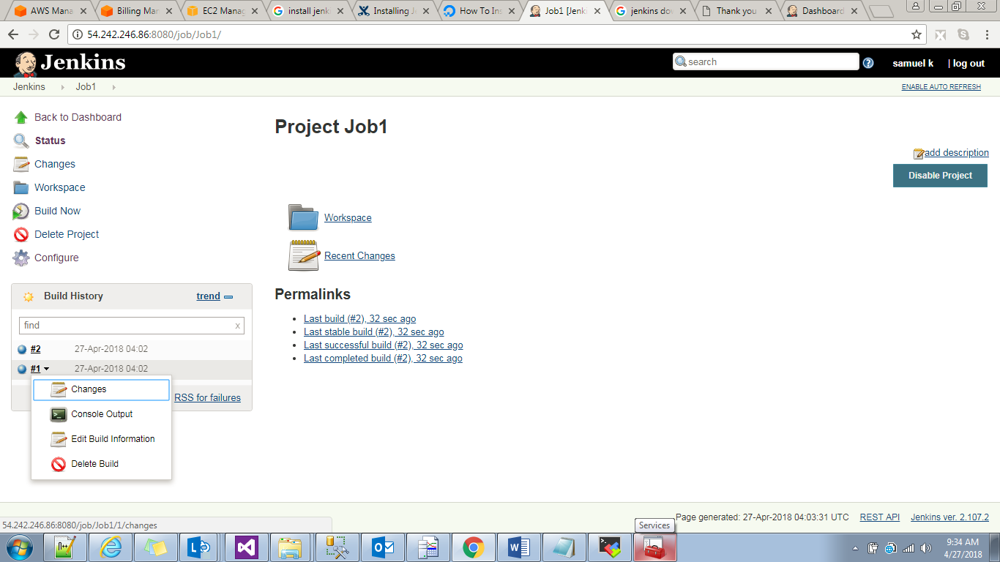 AWS Mana
Billing Mar
EC2 Manag
install jenk
Installing J
How To Ins
Job1 [Jenki
jenkins dov
Thank you
Dashboard
54.242.246.86:8080/job/Job1/
Jenkins
search
samuel k
| log out
Jenkins
Job1
ENABLE AUTO REFRESH
Back to Dashboard
Status
Changes
Workspace
Build Now
Delete Project
Configure
Project Job1
add description
Disable Project
Workspace
Recent Changes
Permalinks
Last build (#2), 32 sec ago
Last stable build (#2), 32 sec ago
Last successful build (#2), 32 sec ago
Last completed build (#2), 32 sec ago
Build History
trend
find
x
#2 27-Apr-2018 04:02
#1 27-Apr-2018 04:02
RSS for failures
Changes
Console Output
Edit Build Information
Delete Build
Page generated: 27-Apr-2018 04:03:31 UTC
REST API
Jenkins ver. 2.107.2
54.242.246.86:8080/job/Job1/1/changes
Services
9:34 AM
4/27/2018